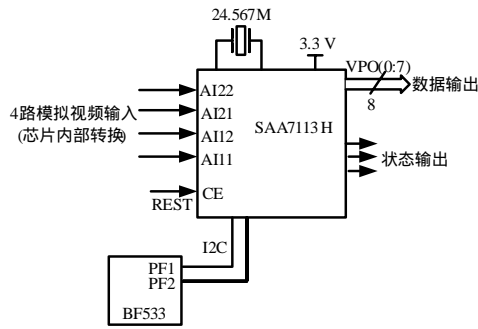 24.567M
3.3 V
VPO(0:7)
数据输出
8
AI22
AI21
AI12
AI11
4路模拟视频输入
(芯片内部转换)
SAA7113H
状态输出
CE
REST
I2C
PF1
PF2
BF533